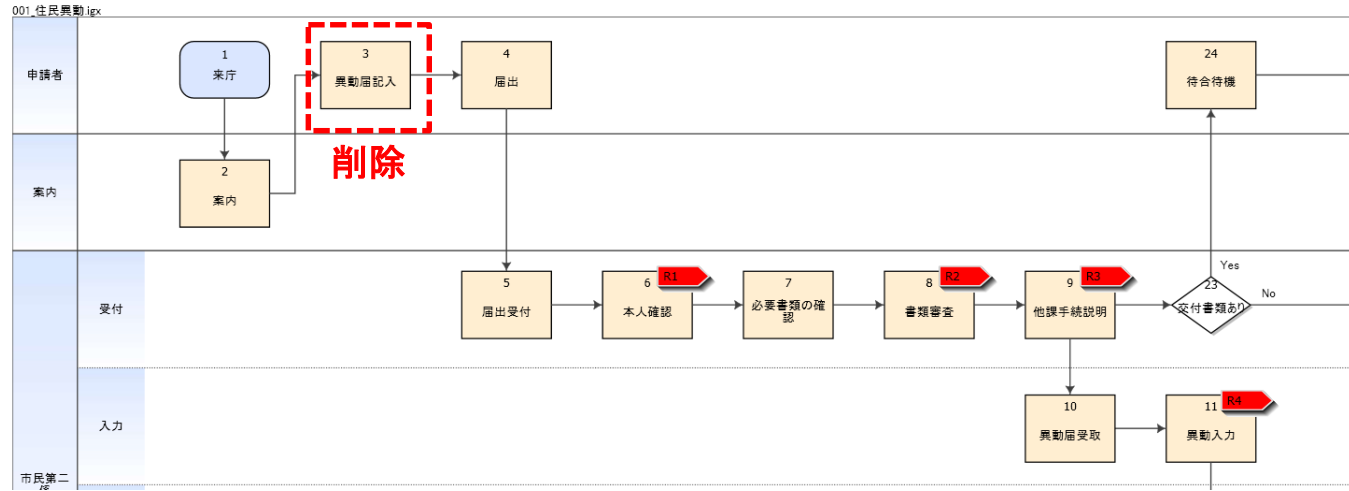 001_住民異動.igx
申請者
1
来庁
3
異動届記入
4
届出
24
待合待機
削除
案内
2
案内
Yes
No
受付
5
届出受付
6
R1
本人確認
7
必要書類の確
認
8
R2
書類審査
9
R3
他課手続説明
23
交付書類あり
入力
10
異動届受取
11
R4
異動入力
市民第二
係